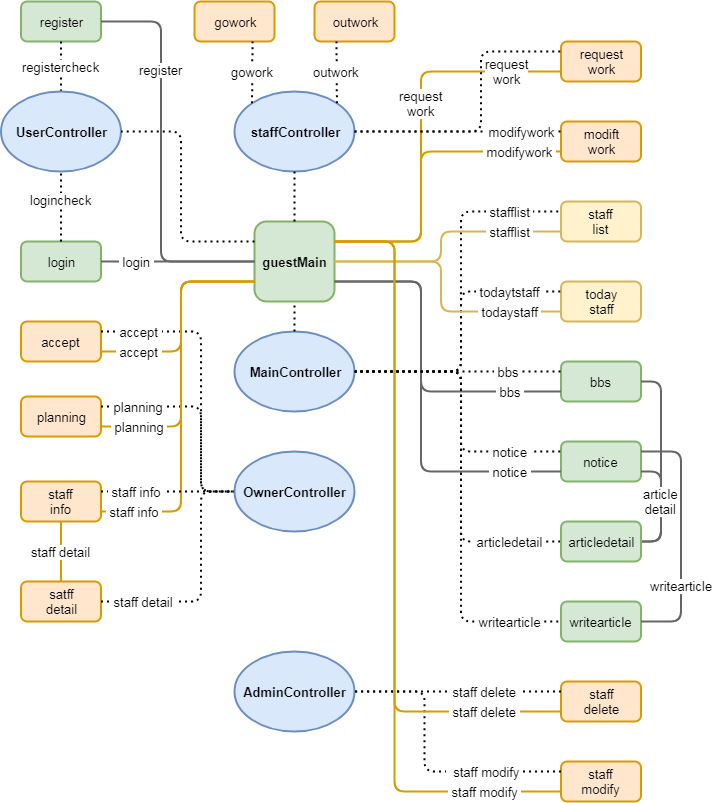 register
gowork
outwork
registercheck
register
gowork
outwork
request
work
request
work
request
work
UserController
staffController
modifywork
modifywork
modift
work
logincheck
stafflist
stafflist
staff
list
login
login
guestMain
todaytstaff
todaystaff
today
staff
accept
accept
accept
MainController
bbs
bbs
bbs
planning
planning
planning
notice
notice
notice
staff
info
staff info
staff info
OwnerController
article
detail
staff detail
articledetail
articledetail
satff
detail
staff detail
writearticle
writearticle
writearticle
AdminController
staff delete
staff delete
staff
delete
staff modify
staff modify
staff
modify